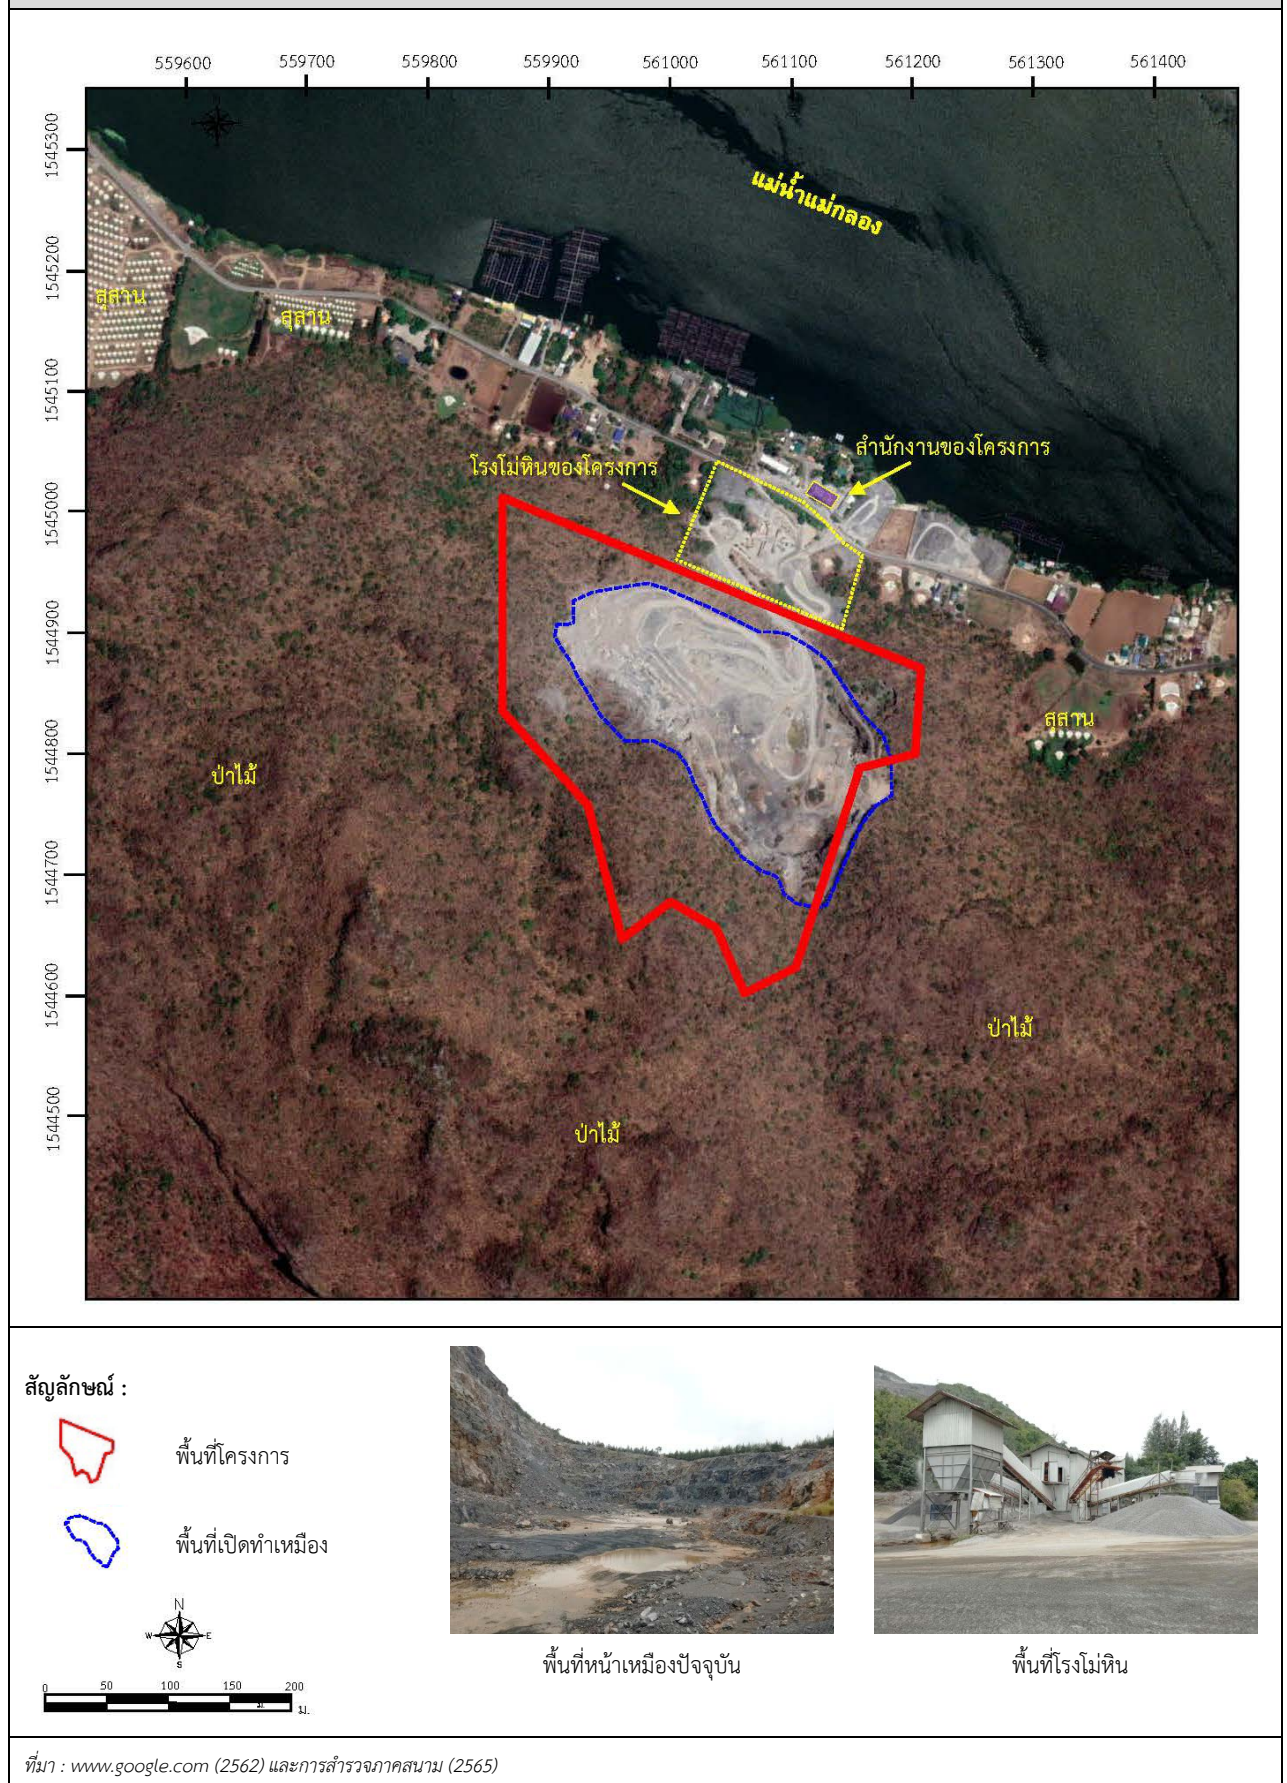 559600 559700 559800 559900 561000 561100 561200 561300 561400
1545300
1545200
1545100
1545000
1544900
1544800
1544700
1544600
1544500
แม่น้ำแม่กลอง
สุสาน
สุสาน
สำนักงานของโครงการ
โรงโม่หินของโครงการ
สุสาน
ป่าไม้
ป่าไม้
ป่าไม้
สัญลักษณ์ :
พื้นที่โครงการ
พื้นที่เปิดทำเหมือง
N
W E
S
0 50 100 150 200
ม.
ม.
พื้นที่หน้าเหมืองปัจจุบัน
พื้นที่โรงโม่หิน
ที่มา : www.google.com (2562) และการสำรวจภาคสนาม (2565)